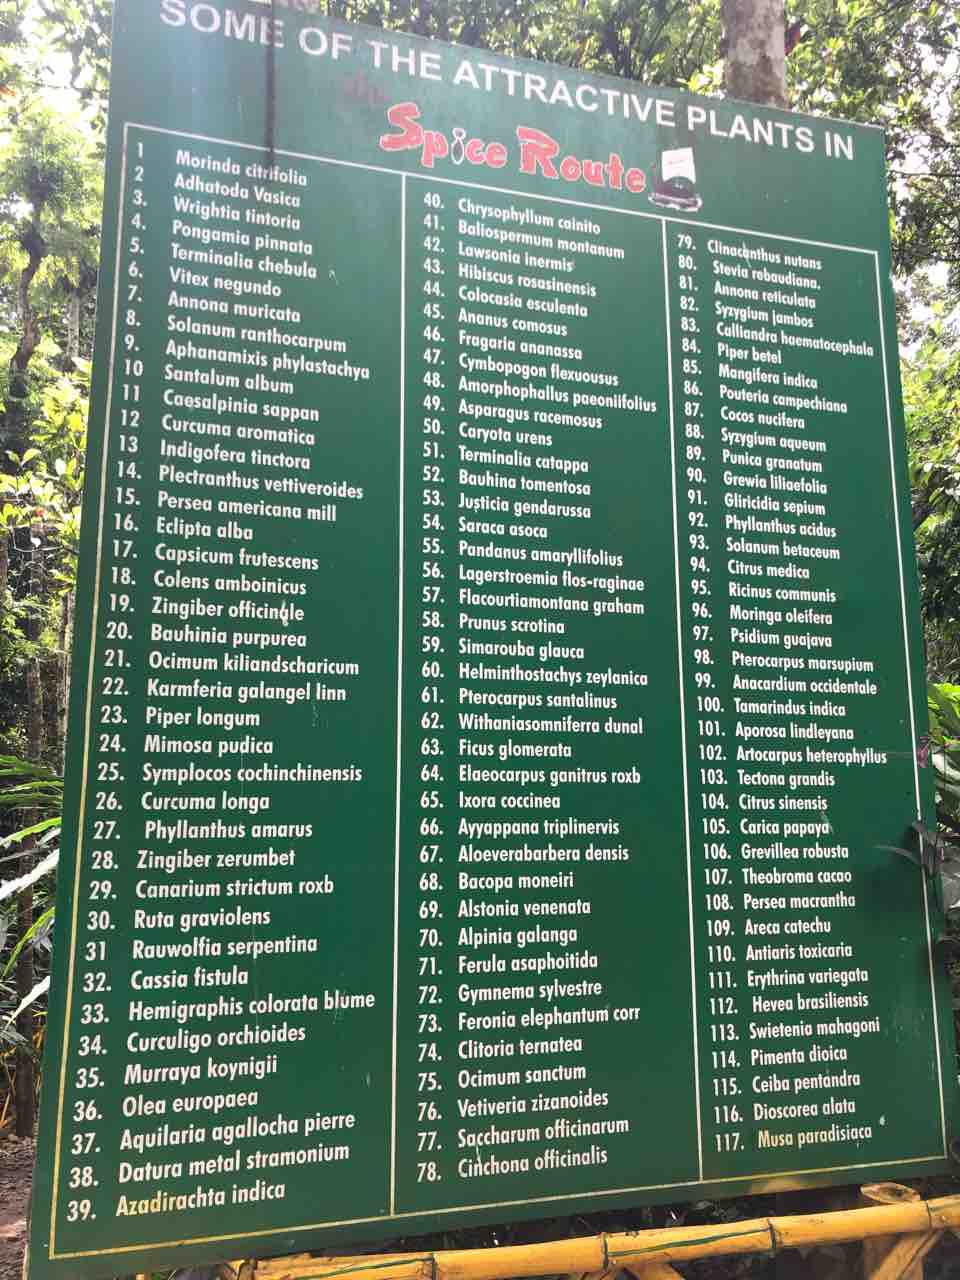 SOME OF THE ATTRACTIVE PLANTS IN
the
Spice Route
1 Morinda citrifolia
2 Adhatoda Vasica
3. Wrightia tintoria
4. Pongamia pinnata
5. Terminalia chebula
6. Vitex negundo
7. Annona muricata
8. Solanum ranthocarpum
9. Aphanamixis phylastachya
10 Santalum album
11 Caesalpinia sappan
12 Curcuma aromatica
13 Indigofera tinctora
14. Plectranthus vettiveroides
15. Persea americana mill
16. Eclipta alba
17. Capsicum frutescens
18. Colens amboinicus
19. Zingiber officinale
20. Bauhinia purpurea
21. Ocimum kiliandscharicum
22. Karmferia galangel linn
23. Piper longum
24. Mimosa pudica
25. Symplocos cochinchinensis
26. Curcuma longa
27. Phyllanthus amarus
28. Zingiber zerumbet
29. Canarium strictum roxb
30. Ruta graviolens
31 Rauwolfia serpentina
32. Cassia fistula
33. Hemigraphis colorata blume
34. Curculigo orchioides
35. Murraya koynigii
36. Olea europaea
37. Aquilaria agallocha pierre
38. Datura metal stramonium
39. Azadirachta indica
40. Chrysophyllum cainito
41. Baliospermum montanum
42. Lawsonia inermis
43. Hibiscus rosasinensis
44. Colocasia esculenta
45. Ananus comosus
46. Fragaria ananassa
47. Cymbopogon flexuousus
48. Amorphophallus paeoniifolius
49. Asparagus racemosus
50. Caryota urens
51. Terminalia catappa
52. Bauhina tomentosa
53. Justicia gendarussa
54. Saraca asoca
55. Pandanus amaryllifolius
56. Lagerstroemia flos-raginae
57. Flacourtiamontana graham
58. Prunus scrotina
59. Simarouba glauca
60. Helminthostachys zeylanica
61. Pterocarpus santalinus
62. Withaniasomniferra dunal
63. Ficus glomerata
64. Elaeocarpus ganitrus roxb
65. Ixora coccinea
66. Ayyappana triplinervis
67. Aloeverabarbera densis
68. Bacopa moneiri
69. Alstonia venenata
70. Alpinia galanga
71. Ferula asaphoitida
72. Gymnema sylvestre
73. Feronia elephantum corr
74. Clitoria ternatea
75. Ocimum sanctum
76. Vetiveria zizanoides
77. Saccharum officinarum
78. Cinchona officinalis
79. Clinacanthus nutans
80. Stevia rebaudiana.
81. Annona reticulata
82. Syzygium jambos
83. Calliandra haematocephala
84. Piper betel
85. Mangifera indica
86. Pouteria campechiana
87. Cocos nucifera
88. Syzygium aqueum
89. Punica granatum
90. Grewia liliaefolia
91. Gliricidia sepium
92. Phyllanthus acidus
93. Solanum betaceum
94. Citrus medica
95. Ricinus communis
96. Moringa oleifera
97. Psidium guajava
98. Pterocarpus marsupium
99. Anacardium occidentale
100. Tamarindus indica
101. Aporosa lindleyana
102. Artocarpus heterophyllus
103. Tectona grandis
104. Citrus sinensis
105. Carica papaya
106. Grevillea robusta
107. Theobroma cacao
108. Persea macrantha
109. Areca catechu
110. Antiaris toxicaria
111. Erythrina variegata
112. Hevea brasiliensis
113. Swietenia mahagoni
114. Pimenta dioica
115. Ceiba pentandra
116. Dioscorea alata
117. Musa paradisiaca